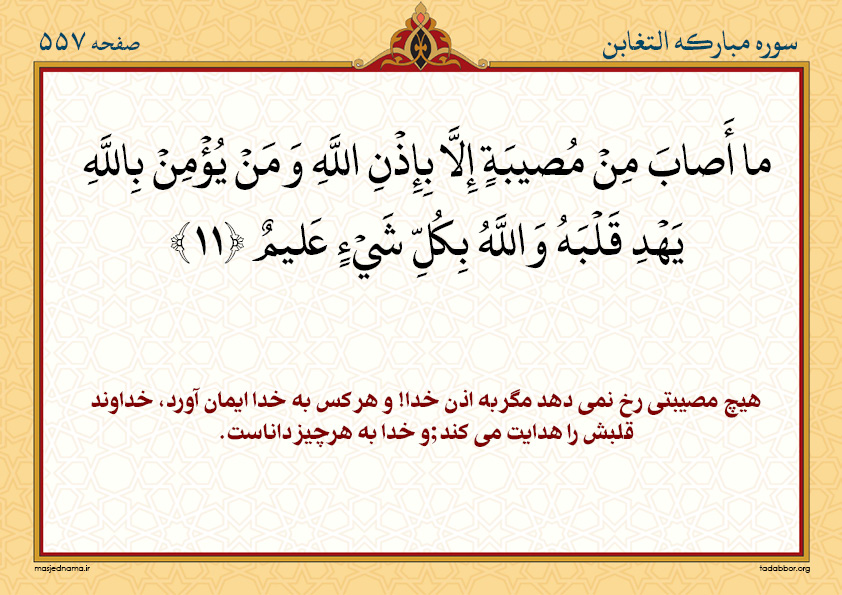 سوره مبارکه التغابن
صفحه ۵۵۷
ما أَصابَ مِنْ مُصيبَةٍ إِلَّا بِإِذْنِ اللَّهِ وَ مَنْ يُؤْمِنْ بِاللَّهِ
يَهْدِ قَلْبَهُ وَ اللَّهُ بِكُلِّ شَيْءٍ عَليمٌ ﴿۱۱﴾
هیچ مصیبتی رخ نمی دهد مگر به اذن خدا! و هر کس به خدا ایمان آورد، خداوند
قلبش را هدایت می کند;و خدا به هرچیز داناست.
masjednama.ir
tadabbor.org